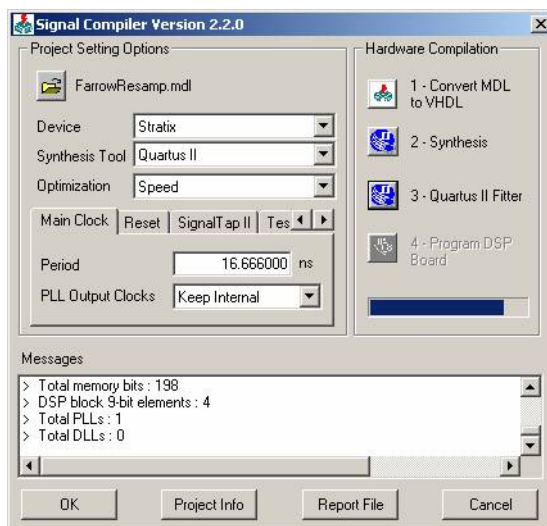 Signal Compiler Version 2.2.0
Project Setting Options
FarrowResamp.mdl
Device Stratix
Synthesis Tool Quartus II
Optimization Speed
Main Clock Reset SignalTap II Tes
Period 16.666000 ns
PLL Output Clocks Keep Internal
Hardware Compilation
1 - Convert MDL
to VHDL
2 - Synthesis
3 - Quartus II Fitter
4 - Program DSP
Board
Messages
> Total memory bits : 198
> DSP block 9-bit elements : 4
> Total PLLs : 1
> Total DLLs : 0
OK Project Info Report File Cancel